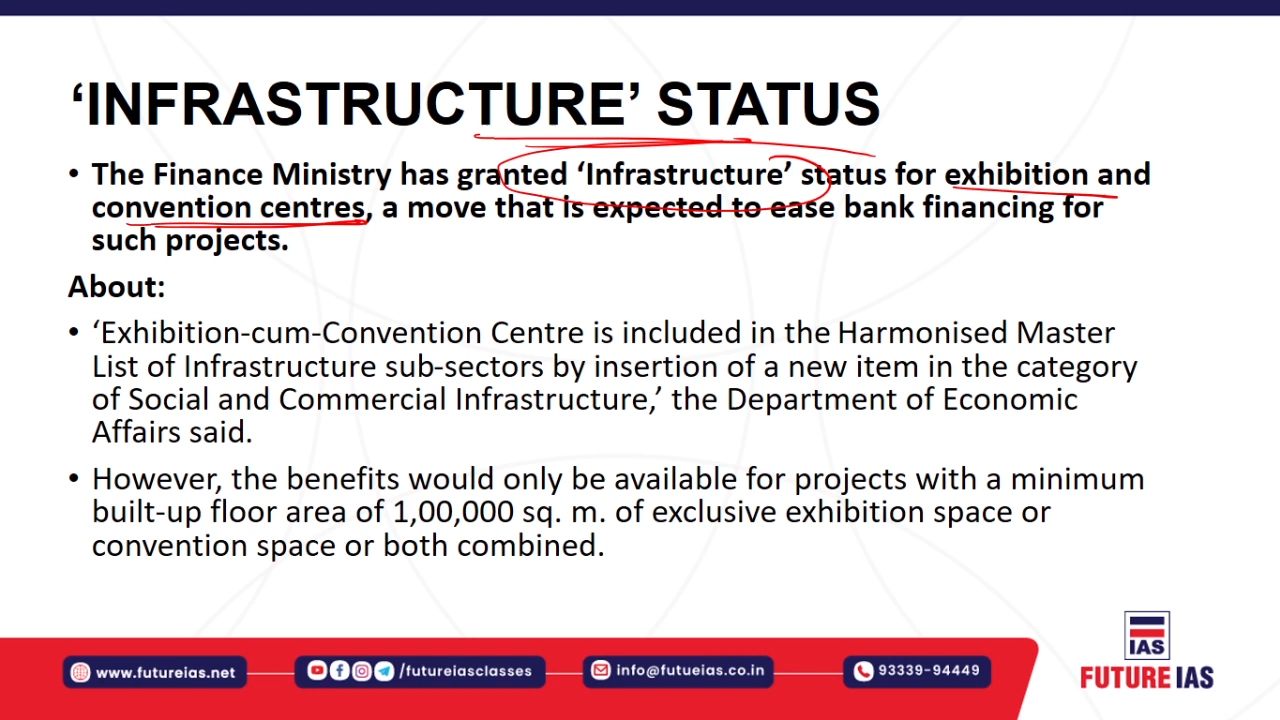 ‘INFRASTRUCTURE’ STATUS
• The Finance Ministry has granted ‘Infrastructure’ status for exhibition and
convention centres, a move that is expected to ease bank financing for
such projects.
About:
• ‘Exhibition-cum-Convention Centre is included in the Harmonised Master
List of Infrastructure sub-sectors by insertion of a new item in the category
of Social and Commercial Infrastructure,’ the Department of Economic
Affairs said.
• However, the benefits would only be available for projects with a minimum
built-up floor area of 1,00,000 sq. m. of exclusive exhibition space or
convention space or both combined.
IAS
FUTURE IAS
www.futureias.net
/futureiasclasses
info@futueias.co.in
93339-94449